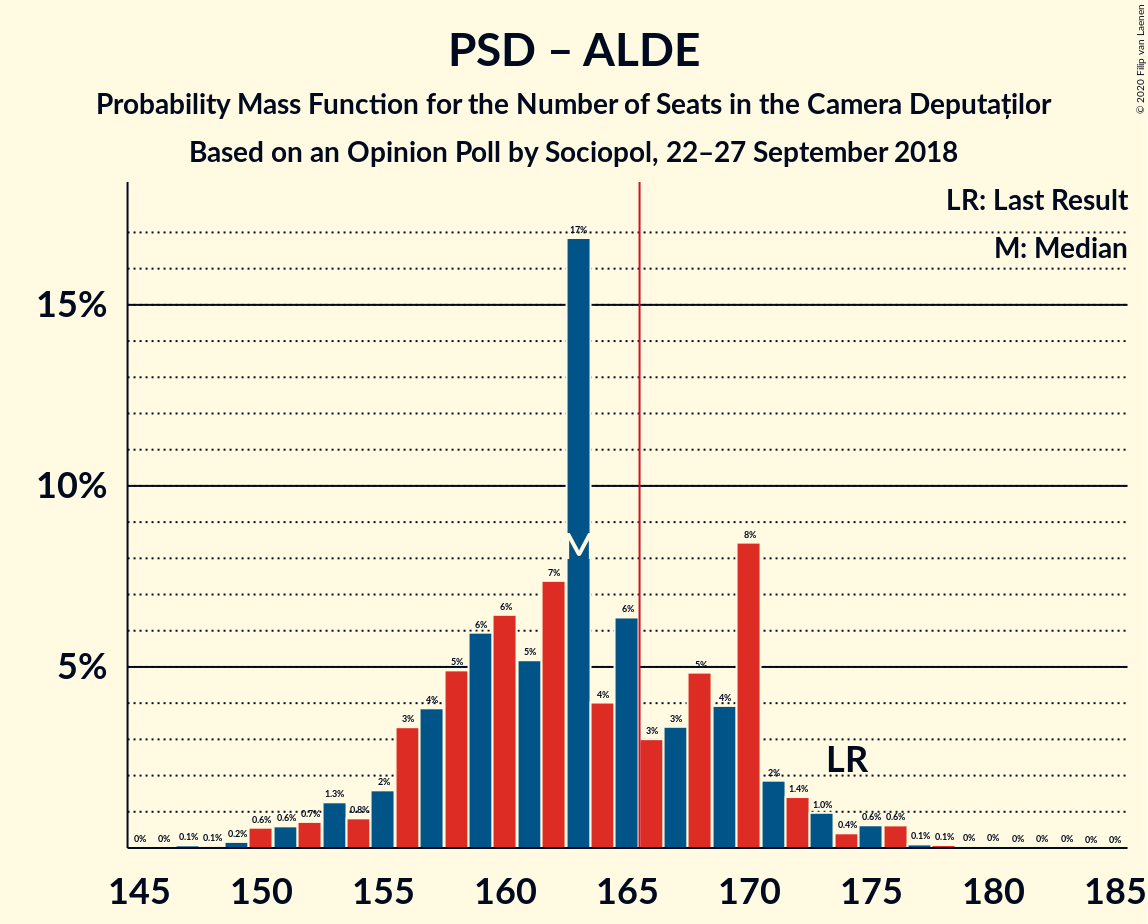 PSD – ALDE
Probability Mass Function for the Number of Seats in the Camera Deputaților
Based on an Opinion Poll by Sociopol, 22–27 September 2018
© 2020 Filip van Laenen
LR: Last Result
M: Median
15%
10%
5%
0% 0% 0.1% 0.1% 0.2% 0.6% 0.6% 0.7% 1.3% 0.8% 2% 3% 4% 5% 6% 6% 5% 7% 17% 4% 6% 3% 3% 5% 4% 8% 2% 1.4% 1.0% 0.4% 0.6% 0.6% 0.1% 0.1% 0% 0% 0% 0% 0% 0% 0%
M
LR
145 150 155 160 165 170 175 180 185